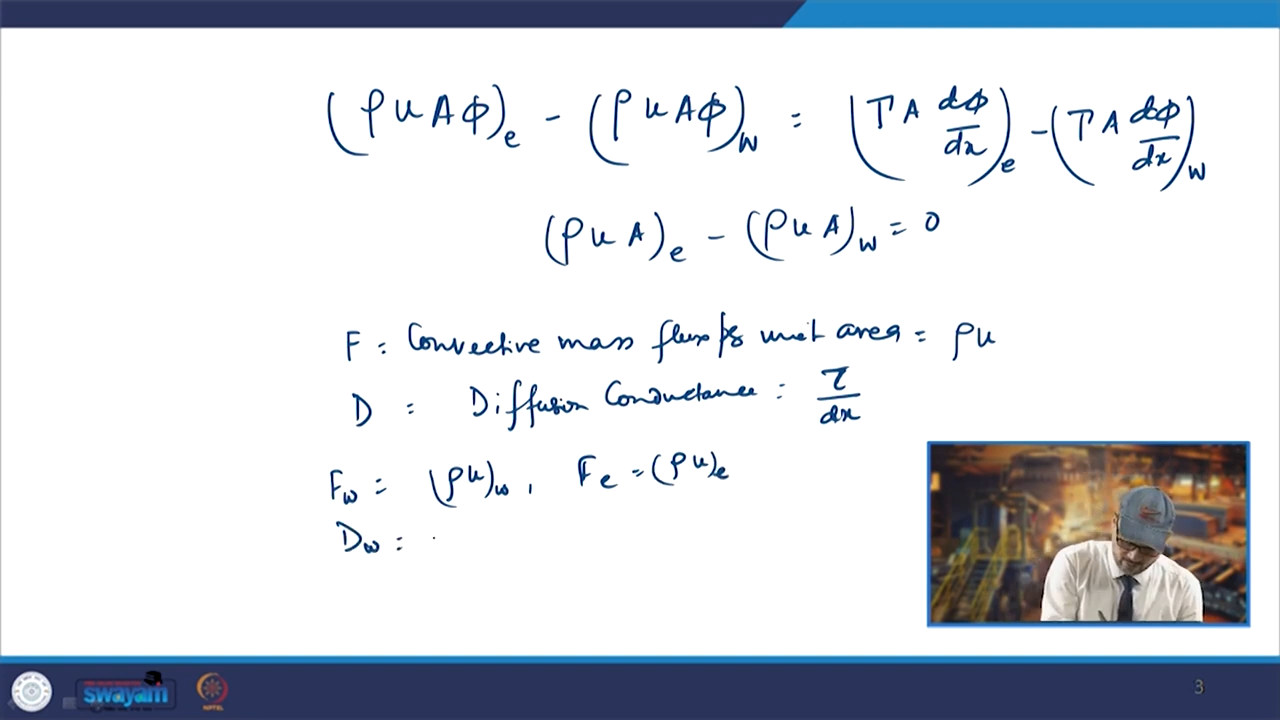 (ρuAφ)e - (ρuAφ)w = (ΓA dφ/dx)e - (ΓA dφ/dx)w
(ρuA)e - (ρuA)w = 0
F = Convective mass flux per unit area = ρu
D = Diffusion Conductance = τ/dx
Fw = (ρu)w, Fe = (ρu)e
Dw =
swayam
NPTEL
3